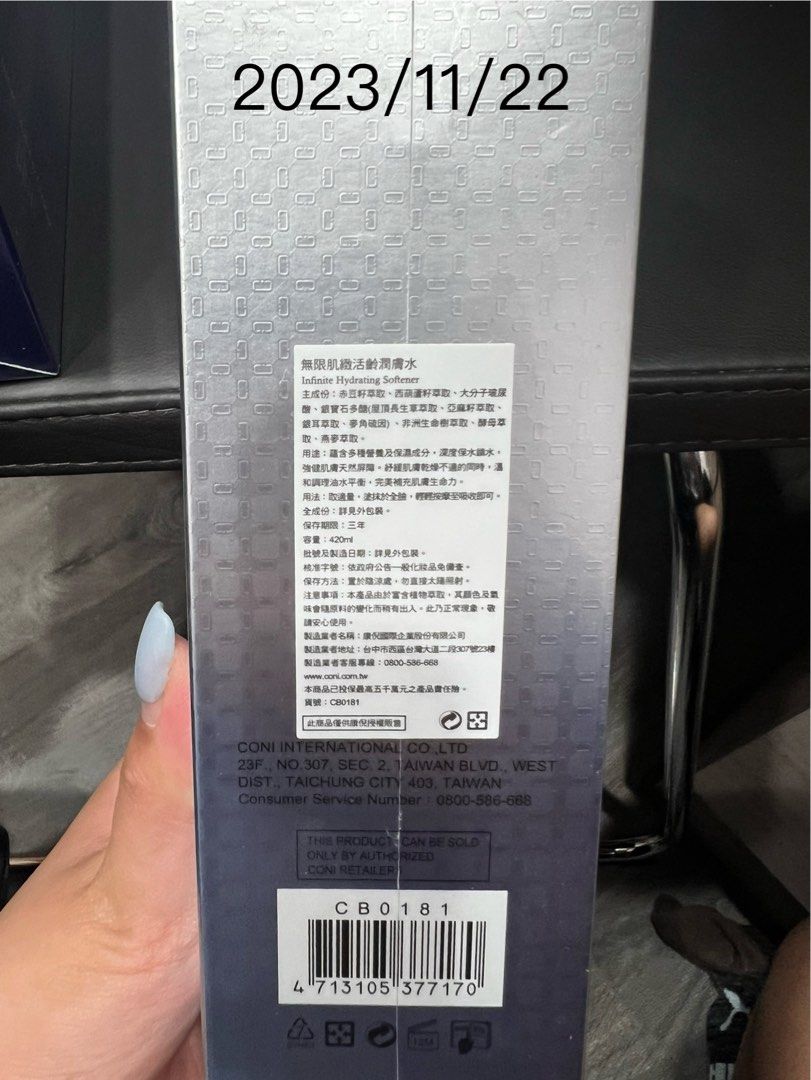 2023/11/22
無限肌緻活齡潤膚水
Infinite Hydrating Softener
主成份：赤豆籽萃取、西葫蘆籽萃取、大分子玻尿
酸、銀寶石多醣(屋頂長生草萃取、亞麻籽萃取、
銀耳萃取、麥角硫因)、非洲生命樹萃取、酵母萃
取、燕麥萃取。
用途：蘊含多種營養及保濕成分，深度保水鎖水，
強健肌膚天然屏障。紓緩肌膚乾燥不適的同時，溫
和調理油水平衡，完美補充肌膚生命力。
用法：取適量，塗抹於全臉，輕輕按摩至吸收即可。
全成份：詳見外包裝。
保存期限：三年
容量：420ml
批號及製造日期：詳見外包裝。
核准字號：依政府公告一般化妝品免備查。
保存方法：置於陰涼處，勿直接太陽照射。
注意事項：本產品由於富含植物萃取，其顏色及氣
味會隨原料的變化而稍有出入。此乃正常現象，敬
請安心使用。
製造業者名稱：康倪國際企業股份有限公司
製造業者地址：台中市西區台灣大道二段307號23樓
製造業者客服專線：0800-586-668
www.coni.com.tw
本商品已投保最高五千萬元之產品責任險。
貨號：CB0181
此商品僅供康倪授權販售
CONI INTERNATIONAL CO.,LTD
23F., NO.307, SEC. 2, TAIWAN BLVD., WEST
DIST., TAICHUNG CITY 403, TAIWAN
Consumer Service Number：0800-586-668
THIS PRODUCT CAN BE SOLD
ONLY BY AUTHORIZED
CONI RETAILER
CB0181
4 713105 377170